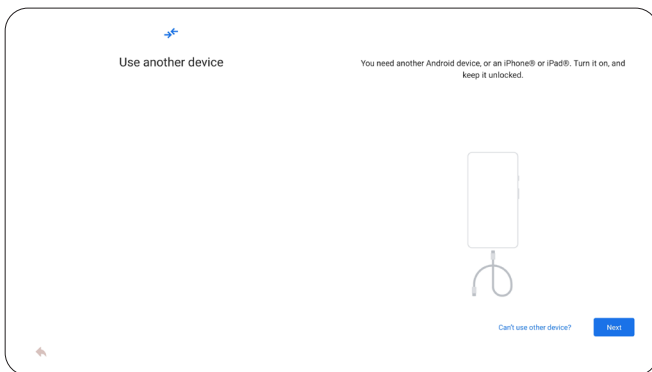 Use another device
You need another Android device, or an iPhone® or iPad®. Turn it on, and
keep it unlocked.
Can't use other device?
Next